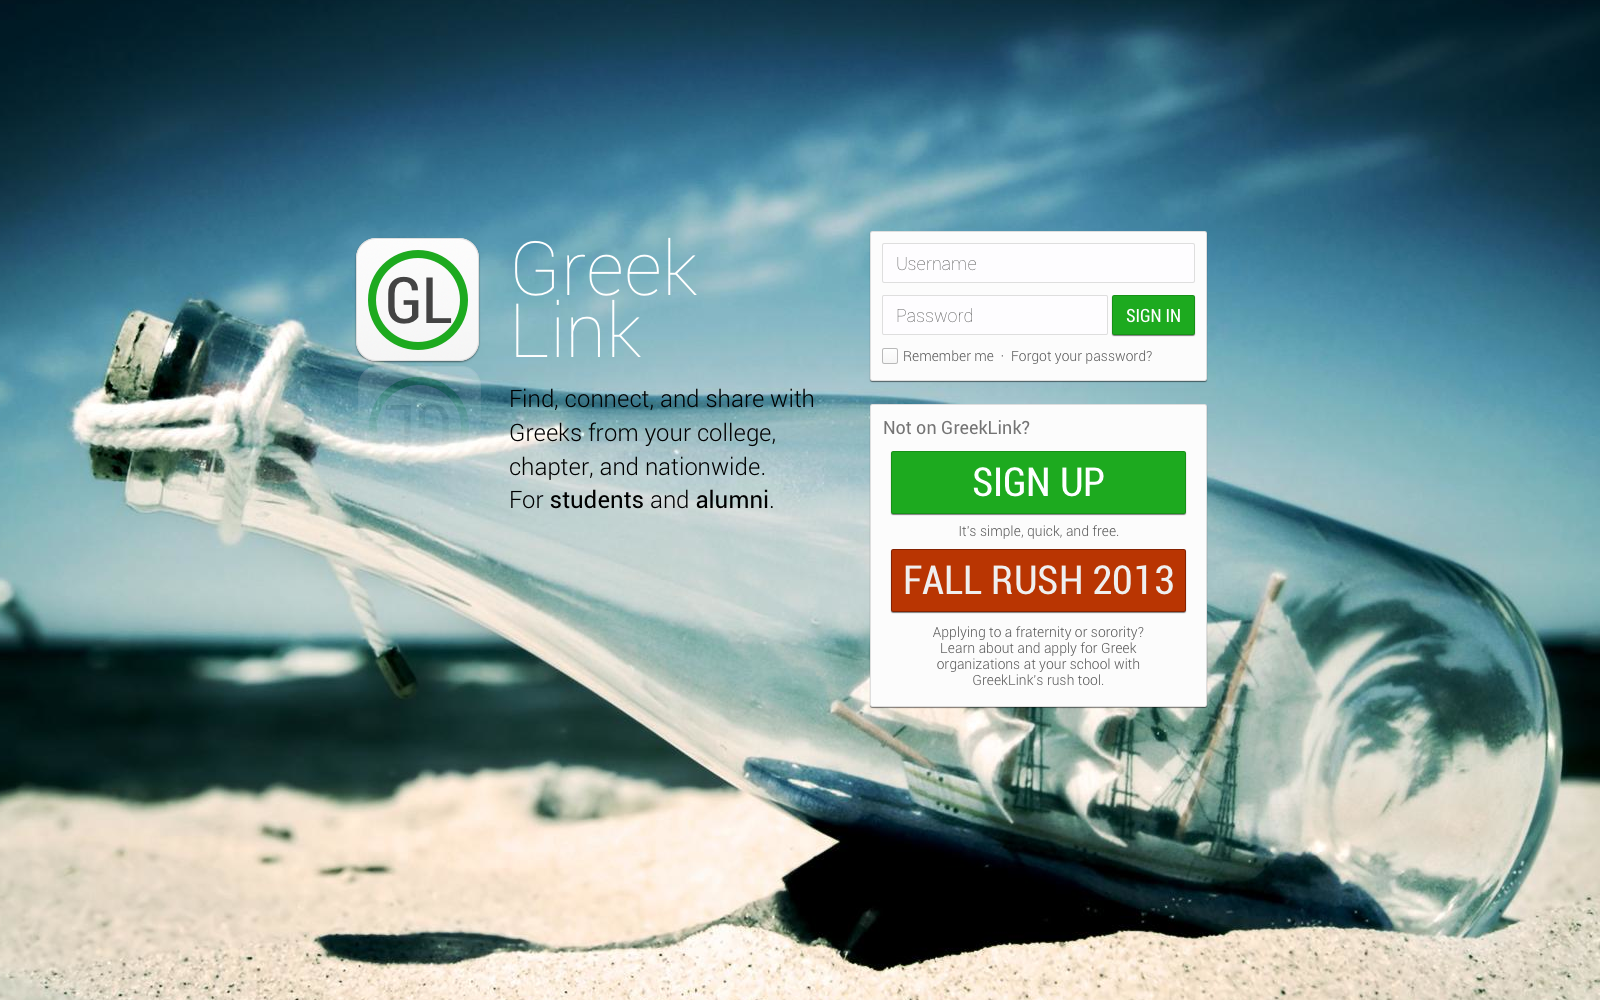 GL
Greek
Link
Find, connect, and share with
Greeks from your college,
chapter, and nationwide.
For students and alumni.
Username
Password
SIGN IN
Remember me · Forgot your password?
Not on GreekLink?
SIGN UP
It's simple, quick, and free.
FALL RUSH 2013
Applying to a fraternity or sorority?
Learn about and apply for Greek
organizations at your school with
GreekLink's rush tool.